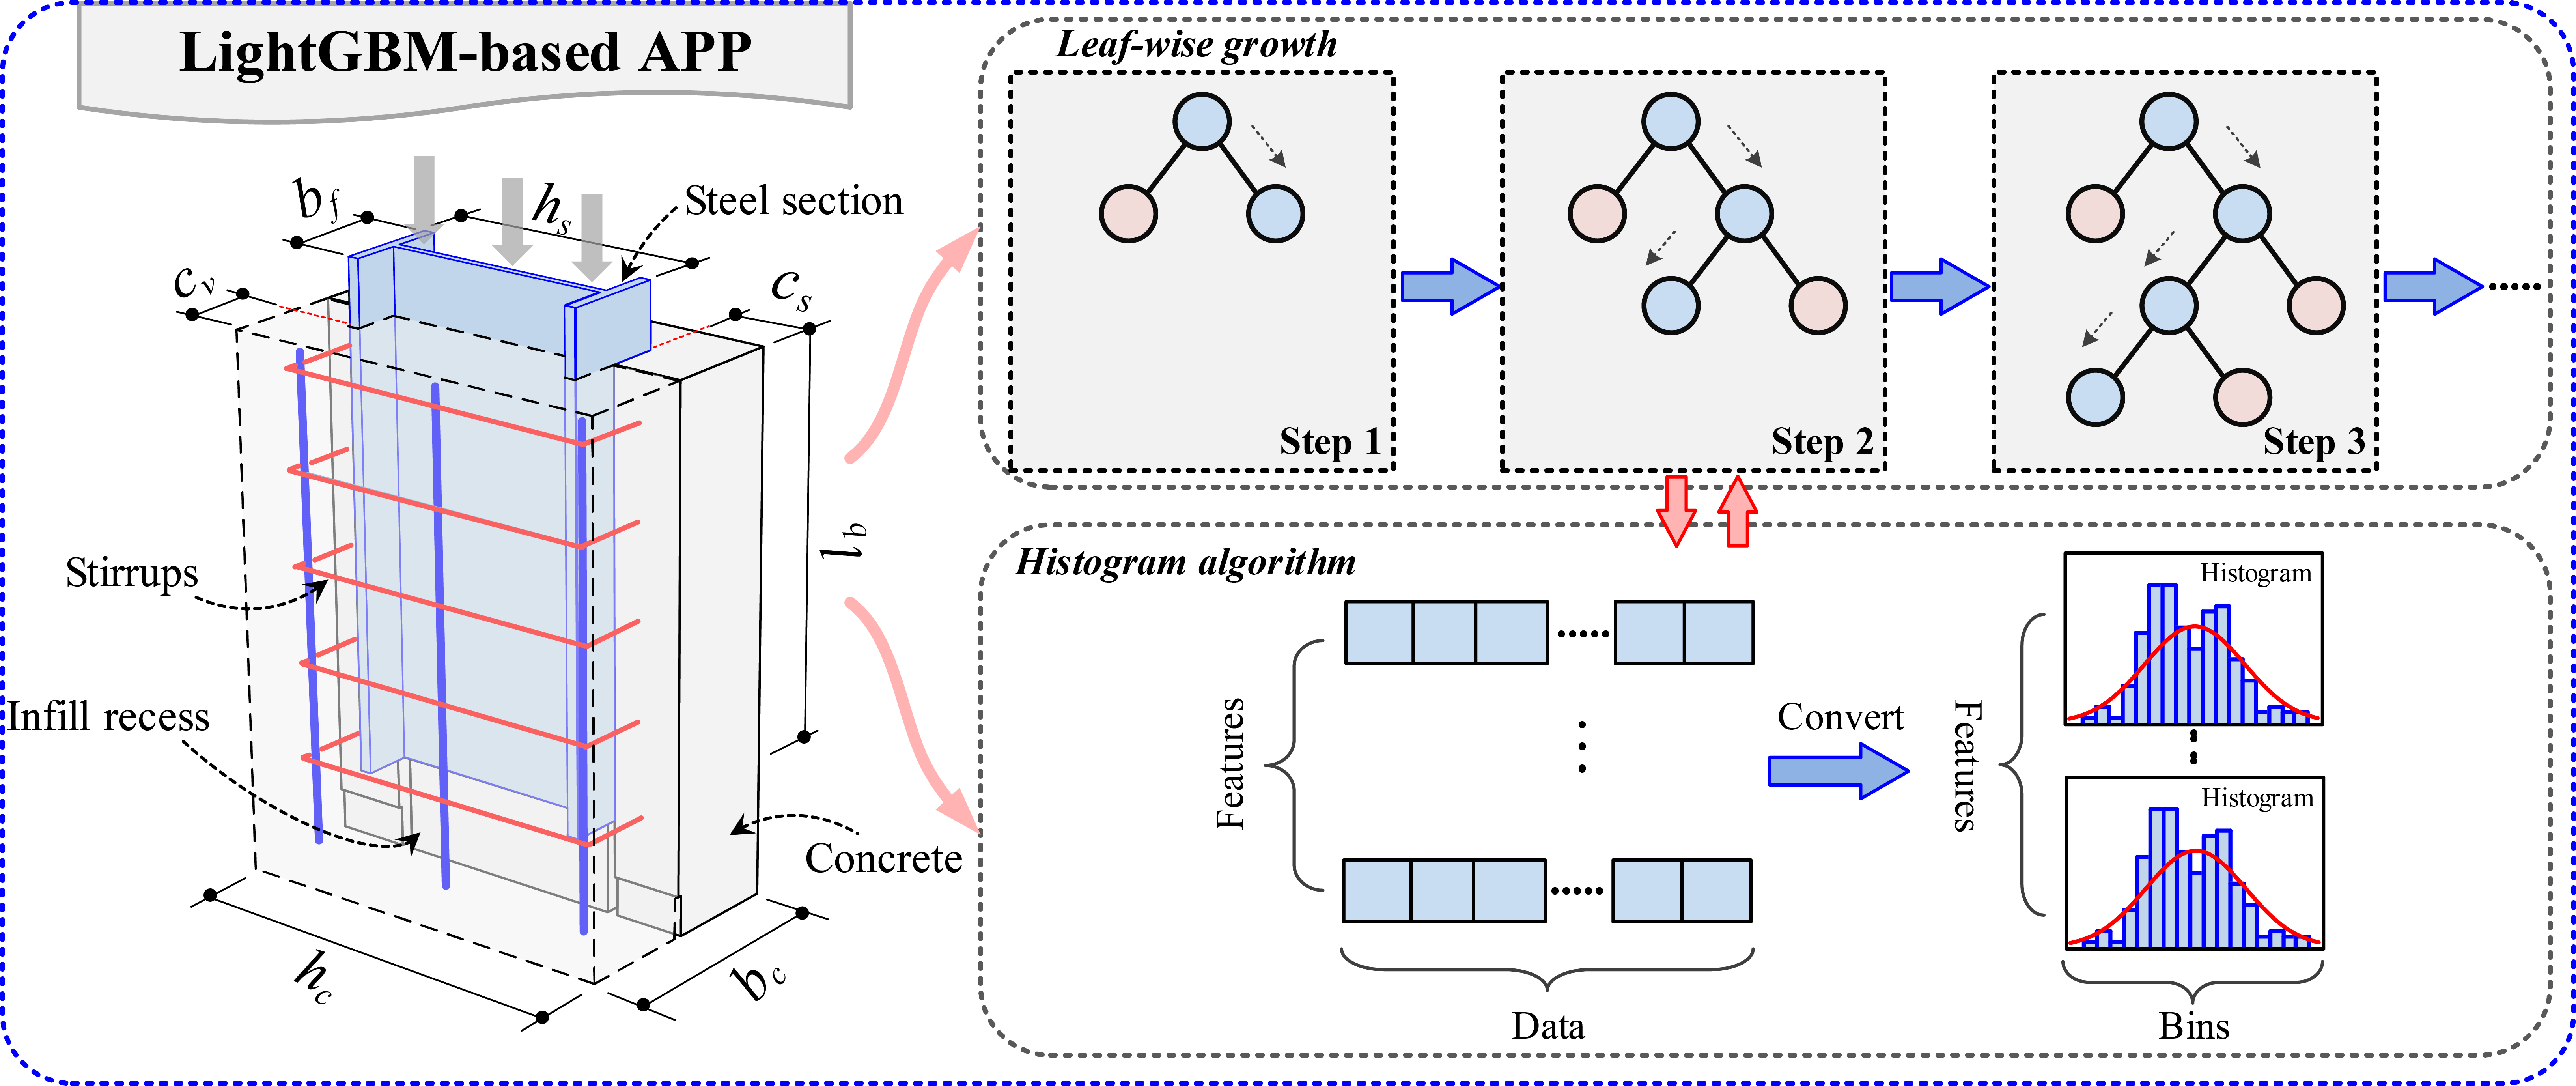 LightGBM-based APP
b_f
h_s
Steel section
c_v
c_s
l_b
Stirrups
Infill recess
Concrete
h_c
b_c
Leaf-wise growth
Step 1
Step 2
Step 3
Histogram algorithm
Features
Data
Convert
Features
Histogram
Histogram
Bins